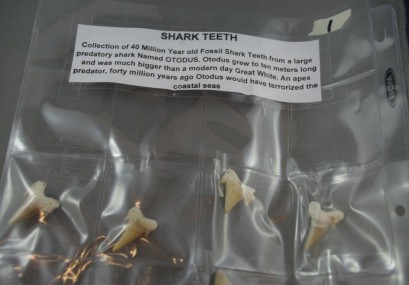 1
SHARK TEETH
Collection of 40 Million Year old Fossil Shark Teeth from a large
predatory shark Named OTODUS. Otodus grew to ten meters long
and was much bigger than a modern day Great White. An apex
predator, forty million years ago Otodus would have terrorized the
coastal seas